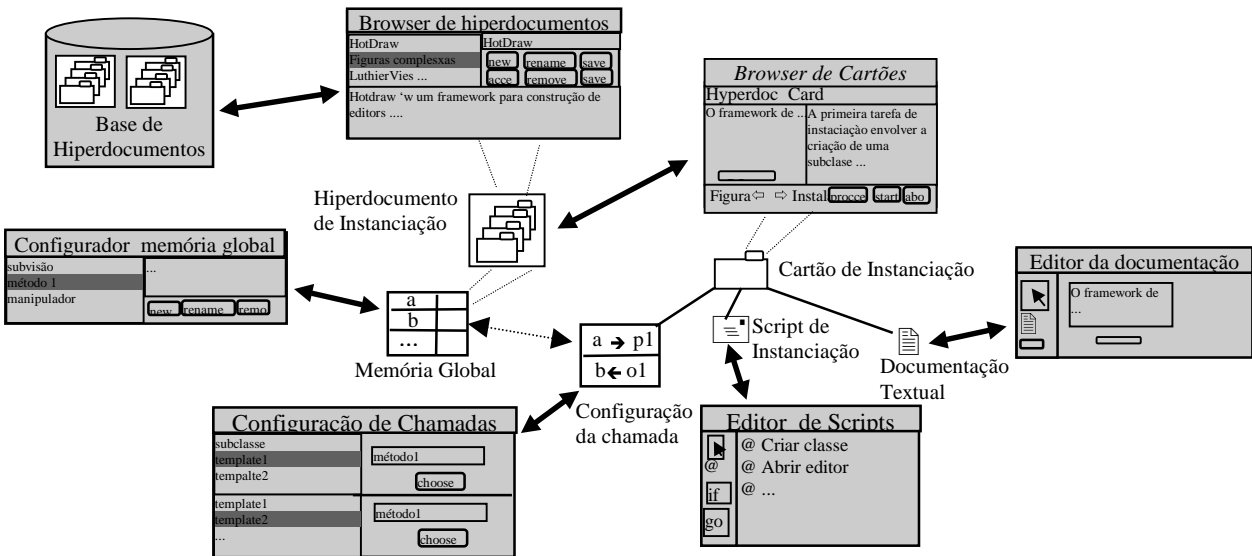 Browser de hiperdocumentos
HotDraw
Figuras complesxas
LuthierVies ...
HotDraw
new rename save
acce remove save
Hotdraw ‘w um framework para construção de
editors ....
Base de
Hiperdocumentos
Browser de Cartões
Hyperdoc Card
O framework de ...
A primeira tarefa de
instaciaçào envolver a
criação de uma
subclase ...
Figura⇦ ⇨ Instal procce start abo
Hiperdocumento
de Instanciação
Configurador memória global
subvisão
método 1
manipulador
...
new rename remo
a
b
...
Memória Global
Cartão de Instanciação
Editor da documentação
O framework de
...
Script de
Instanciação
Documentação
Textual
a ➔ p1
b ← o1
Configuração
da chamada
Configuração de Chamadas
subclasse
template1
tempalte2
método1
choose
template1
template2
...
método1
choose
Editor de Scripts
@
if
go
@ Criar classe
@ Abrir editor
@ ...